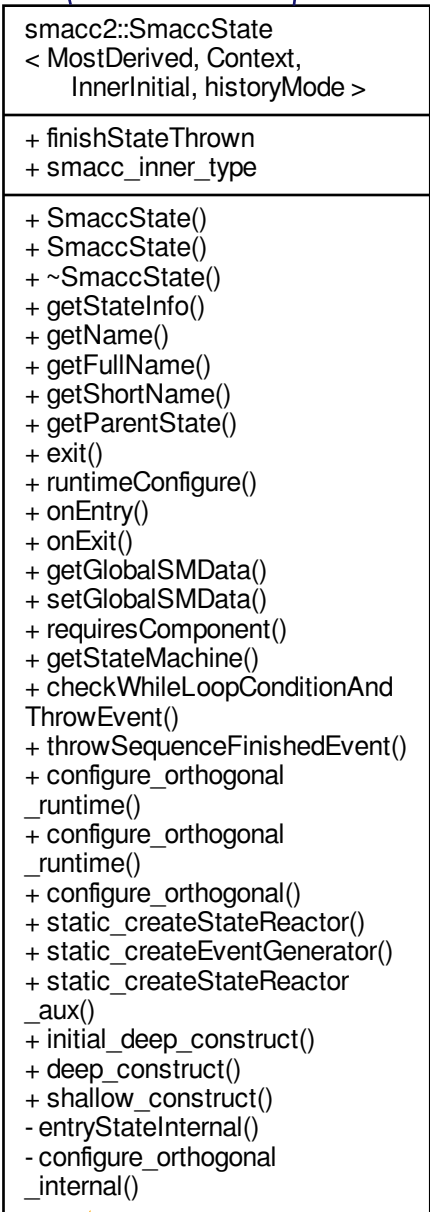 smacc2::SmaccState
< MostDerived, Context,
InnerInitial, historyMode >
+ finishStateThrown
+ smacc_inner_type
+ SmaccState()
+ SmaccState()
+ ~SmaccState()
+ getStateInfo()
+ getName()
+ getFullName()
+ getShortName()
+ getParentState()
+ exit()
+ runtimeConfigure()
+ onEntry()
+ onExit()
+ getGlobalSMData()
+ setGlobalSMData()
+ requiresComponent()
+ getStateMachine()
+ checkWhileLoopConditionAnd
ThrowEvent()
+ throwSequenceFinishedEvent()
+ configure_orthogonal
_runtime()
+ configure_orthogonal
_runtime()
+ configure_orthogonal()
+ static_createStateReactor()
+ static_createEventGenerator()
+ static_createStateReactor
_aux()
+ initial_deep_construct()
+ deep_construct()
+ shallow_construct()
- entryStateInternal()
- configure_orthogonal
_internal()